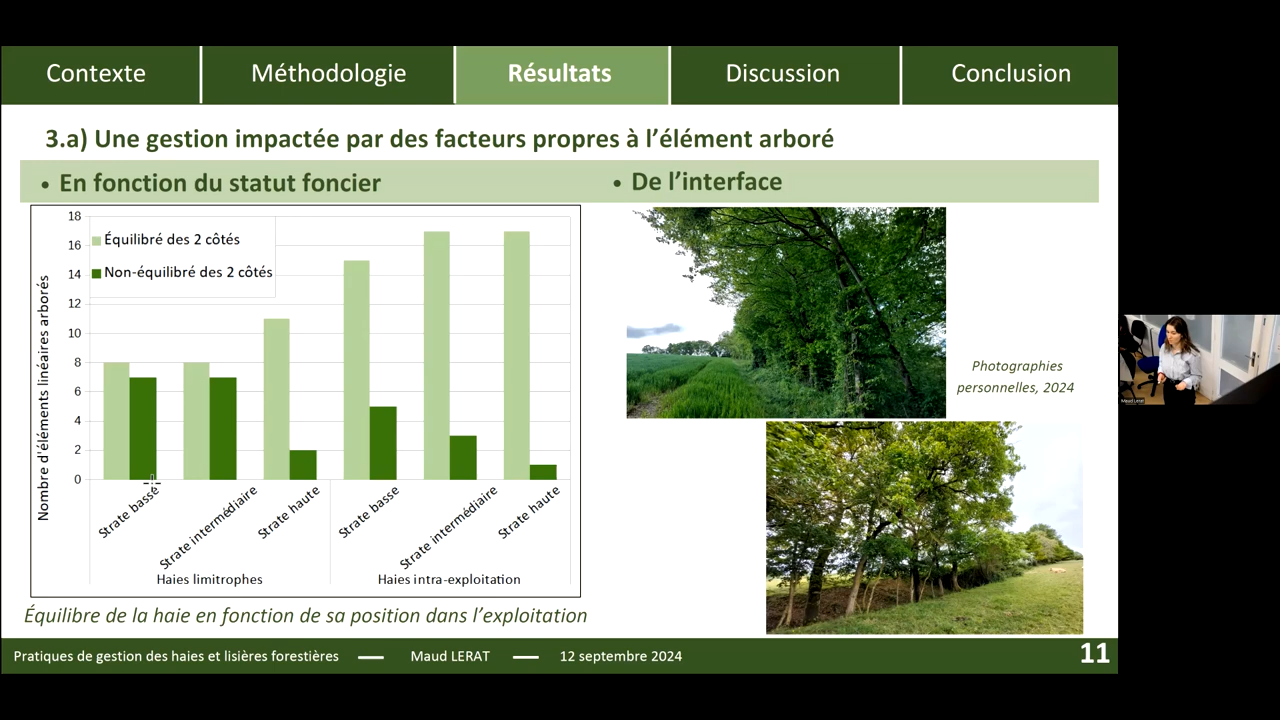 Contexte
Méthodologie
Résultats
Discussion
Conclusion
3.a) Une gestion impactée par des facteurs propres à l'élément arboré
• En fonction du statut foncier
• De l'interface
Nombre d'éléments linéaires arborés
18
16
14
12
10
8
6
4
2
0
Équilibré des 2 côtés
Non-équilibré des 2 côtés
Strate basse
Strate intermédiaire
Strate haute
Strate basse
Strate intermédiaire
Strate haute
Haies limitrophes
Haies intra-exploitation
Équilibre de la haie en fonction de sa position dans l'exploitation
Photographies
personnelles, 2024
Pratiques de gestion des haies et lisières forestières — Maud LERAT — 12 septembre 2024
11
Maud Lerat